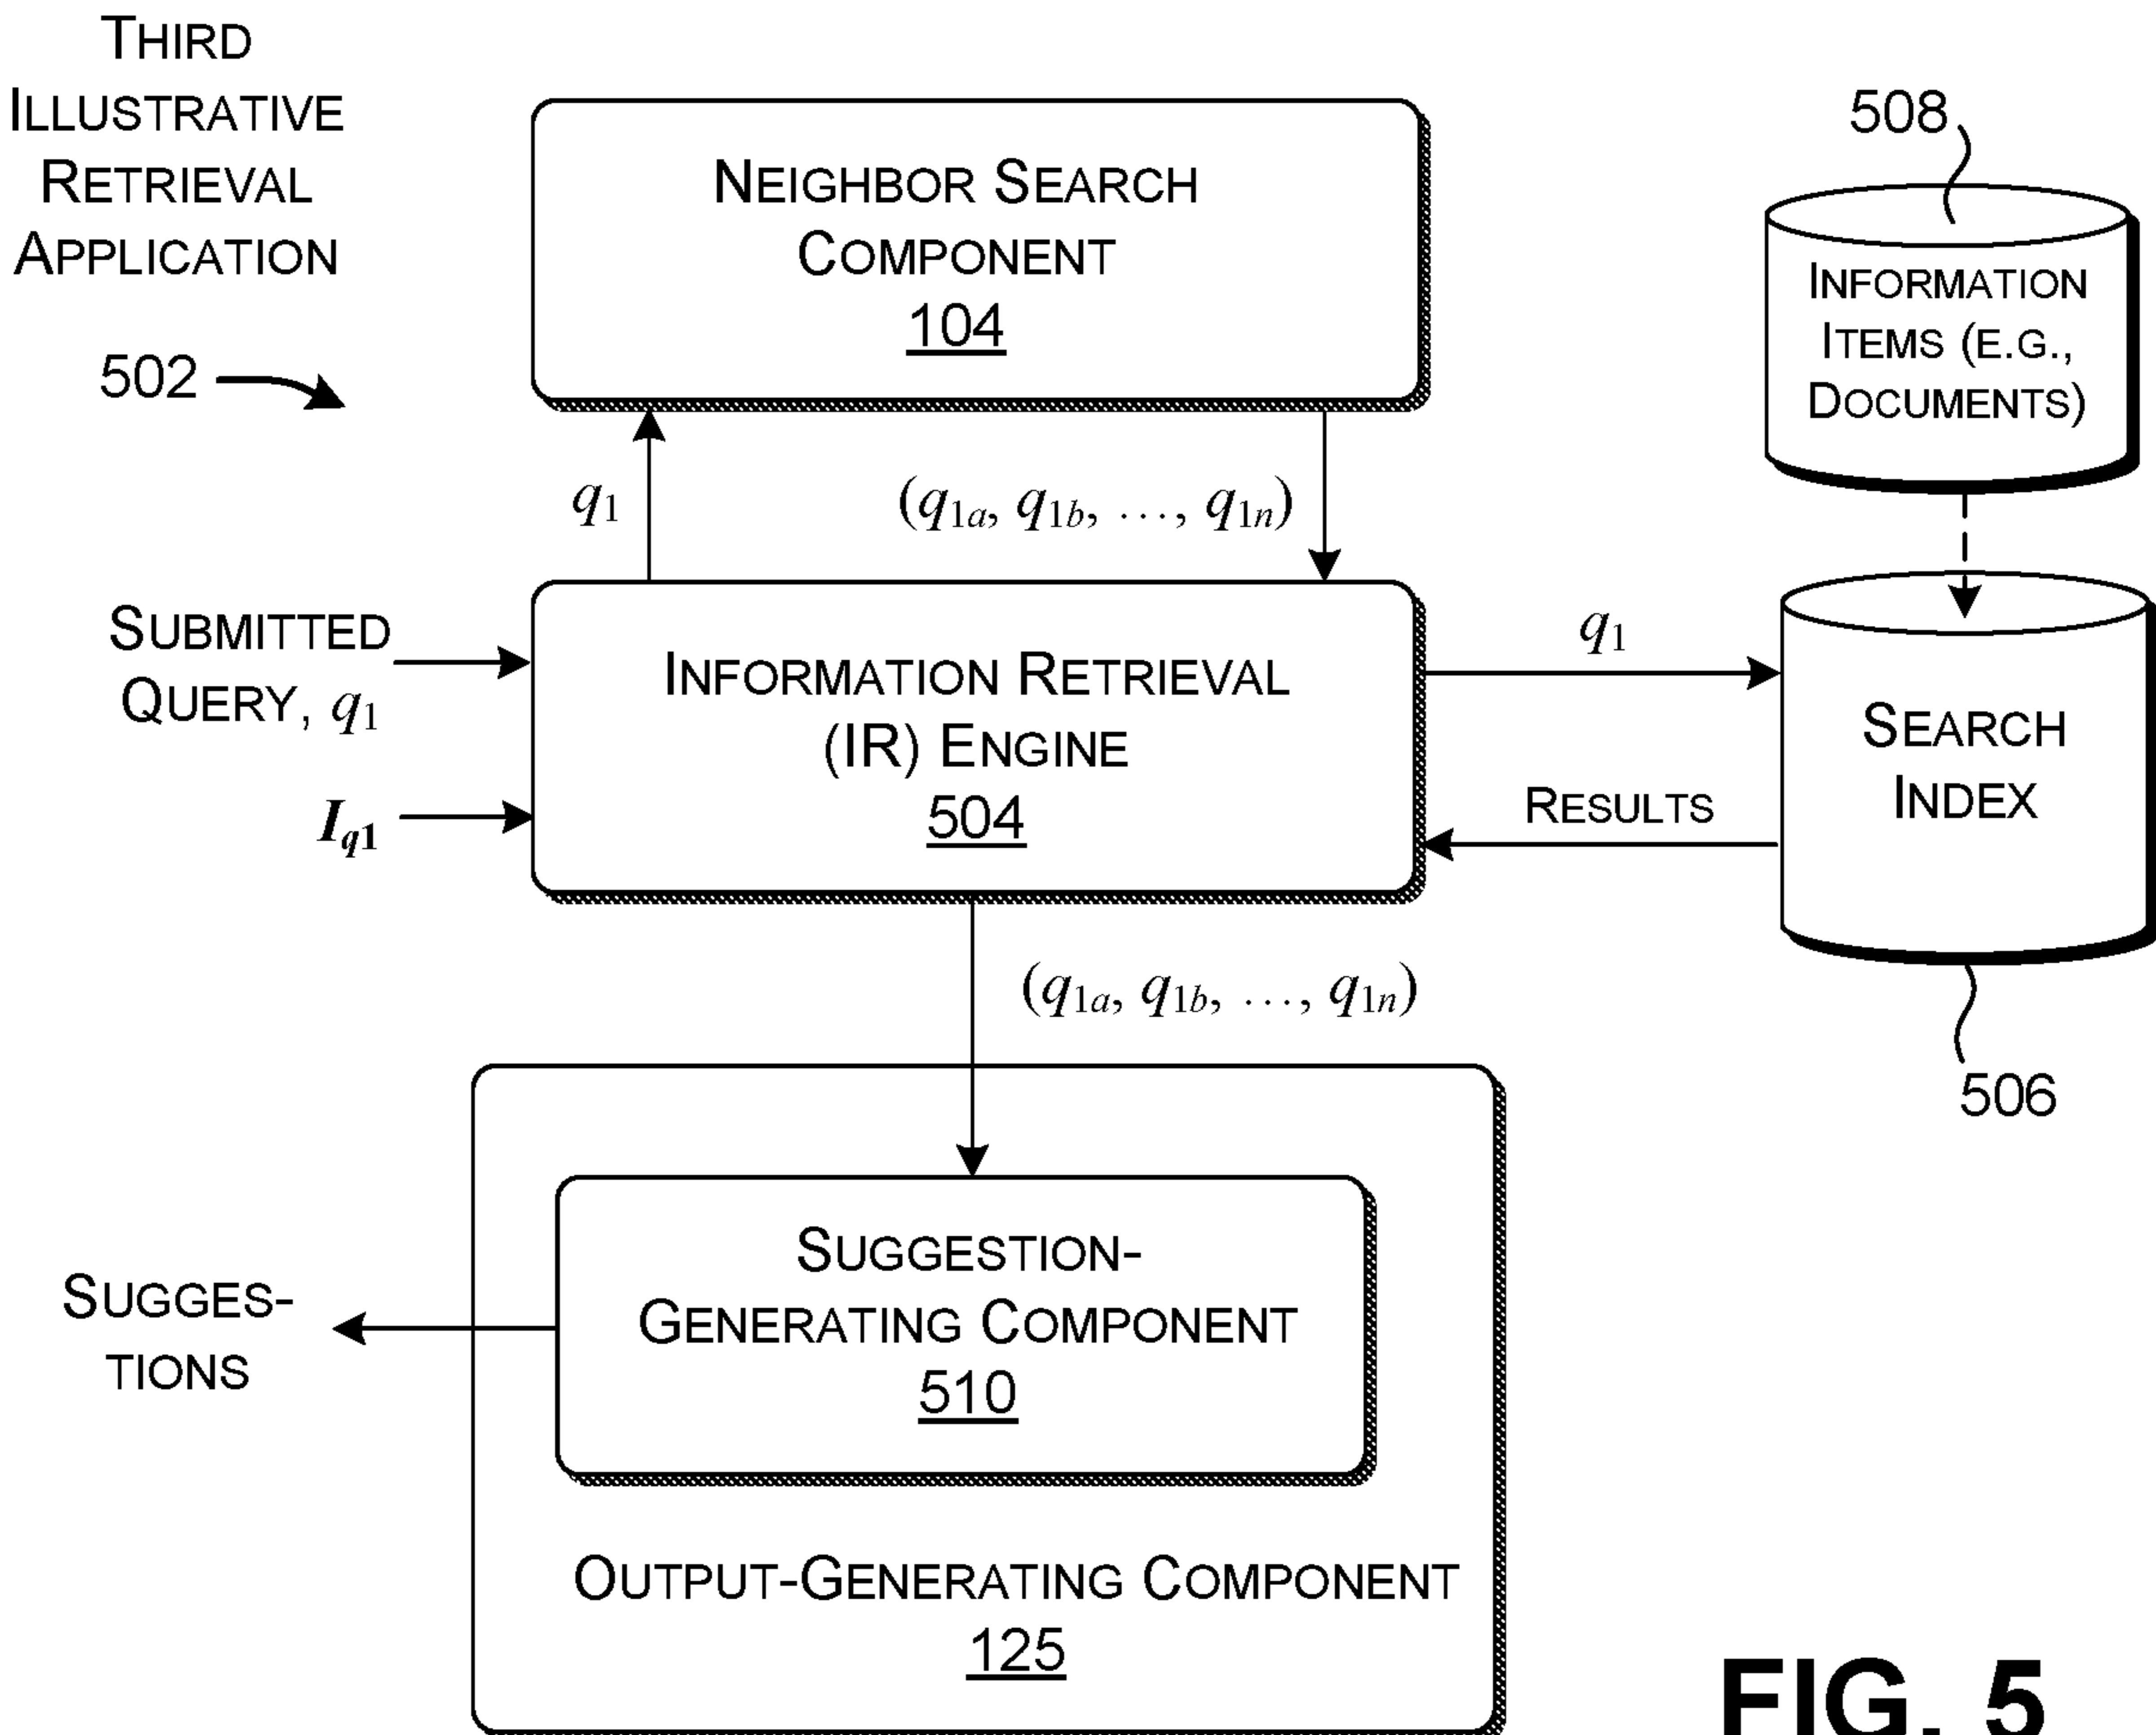 THIRD
ILLUSTRATIVE
RETRIEVAL
APPLICATION
502
NEIGHBOR SEARCH
COMPONENT
104
508
INFORMATION
ITEMS (E.G.,
DOCUMENTS)
q1
(q1a, q1b, …, q1n)
SUBMITTED
QUERY, q1
Iq1
INFORMATION RETRIEVAL
(IR) ENGINE
504
q1
RESULTS
SEARCH
INDEX
506
(q1a, q1b, …, q1n)
SUGGESTION-
GENERATING COMPONENT
510
SUGGES-
TIONS
OUTPUT-GENERATING COMPONENT
125
FIG. 5